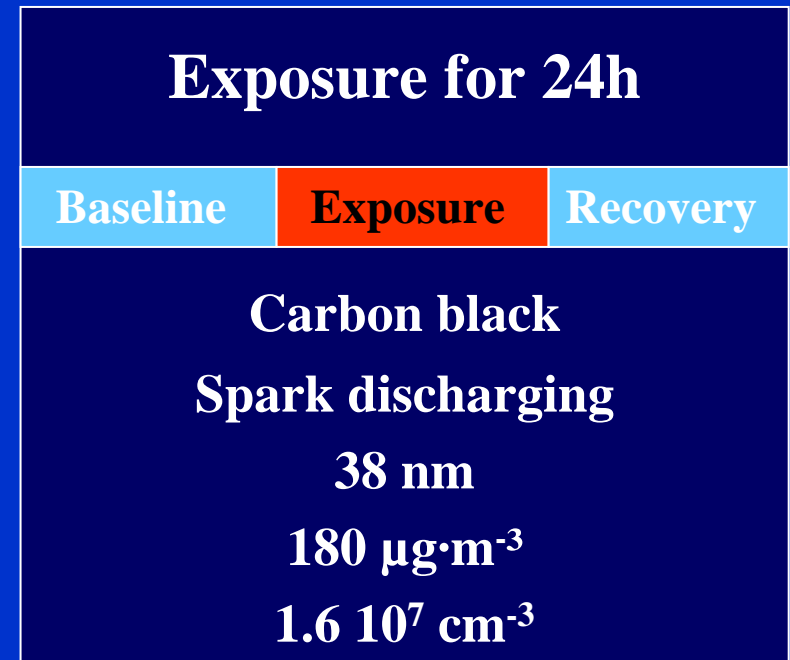 Exposure for 24h
Baseline Exposure Recovery
Carbon black
Spark discharging
38 nm
180 µg·m⁻³
1.6 10⁷ cm⁻³